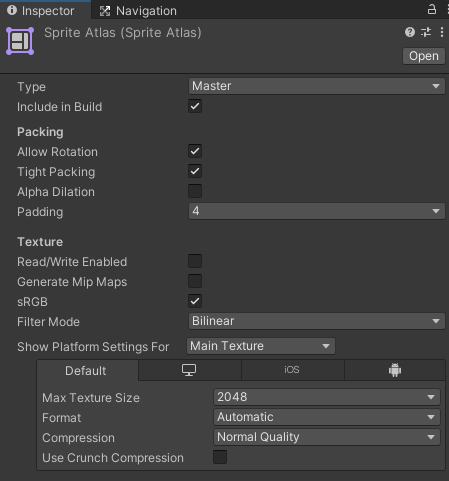 Inspector Navigation
Sprite Atlas (Sprite Atlas)
Open
Type Master
Include in Build
Packing
Allow Rotation
Tight Packing
Alpha Dilation
Padding 4
Texture
Read/Write Enabled
Generate Mip Maps
sRGB
Filter Mode Bilinear
Show Platform Settings For Main Texture
Default iOS
Max Texture Size 2048
Format Automatic
Compression Normal Quality
Use Crunch Compression